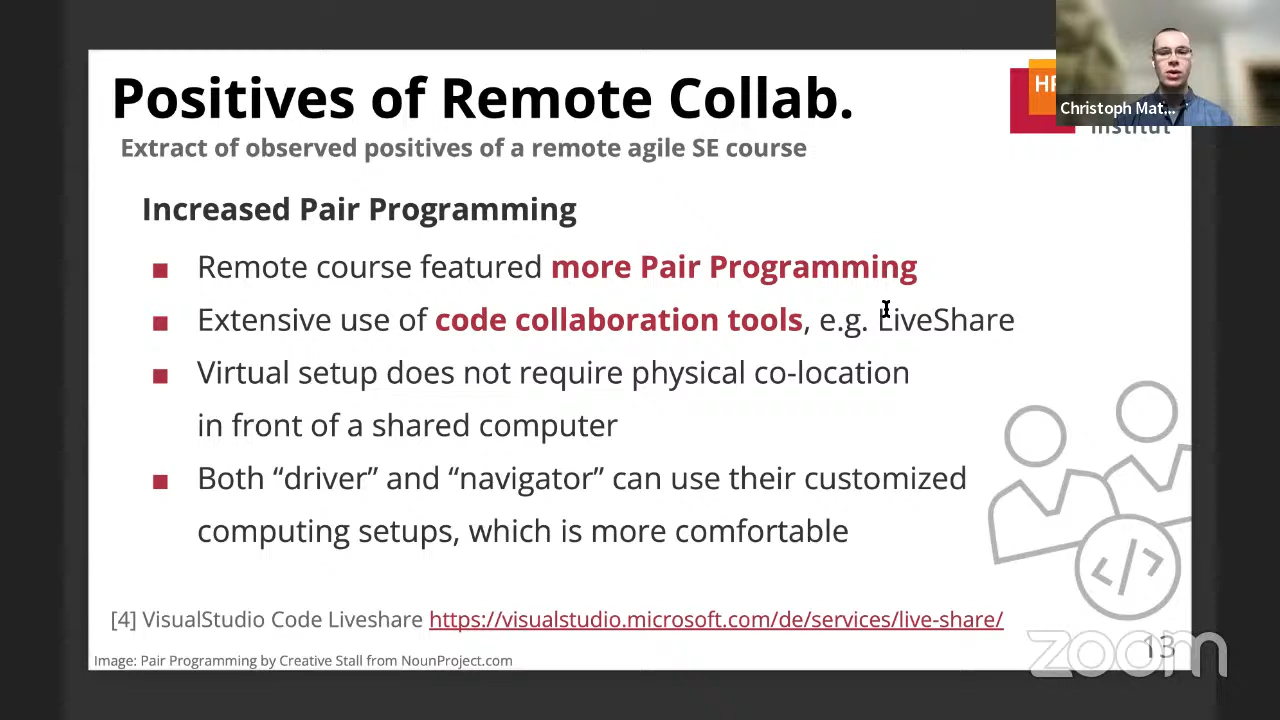 Positives of Remote Collab.
Extract of observed positives of a remote agile SE course
HP
Christoph Mat...
Institut
Increased Pair Programming
Remote course featured more Pair Programming
Extensive use of code collaboration tools, e.g. LiveShare
Virtual setup does not require physical co-location
in front of a shared computer
Both “driver” and “navigator” can use their customized
computing setups, which is more comfortable
</>
[4] VisualStudio Code Liveshare https://visualstudio.microsoft.com/de/services/live-share/
Image: Pair Programming by Creative Stall from NounProject.com
13
zoom